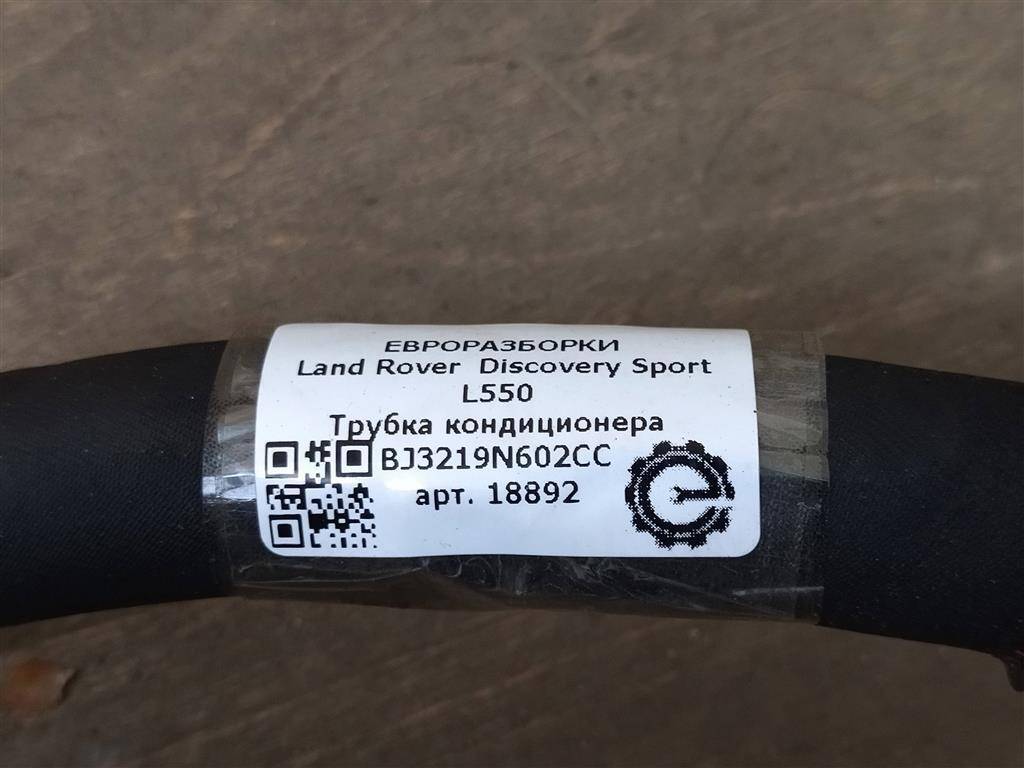 ЕВРОРАЗБОРКИ
Land Rover Discovery Sport
L550
Трубка кондиционера
BJ3219N602CC
арт. 18892